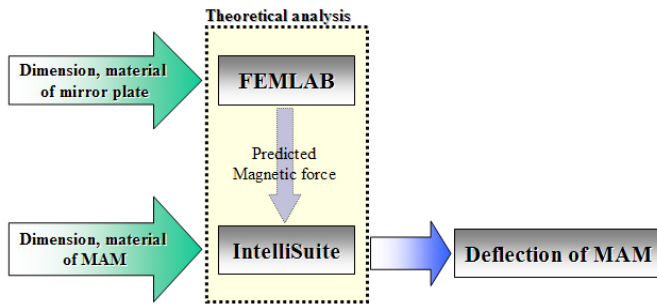 Theoretical analysis
Dimension, material
of mirror plate
FEMLAB
Predicted
Magnetic force
Dimension, material
of MAM
IntelliSuite
Deflection of MAM